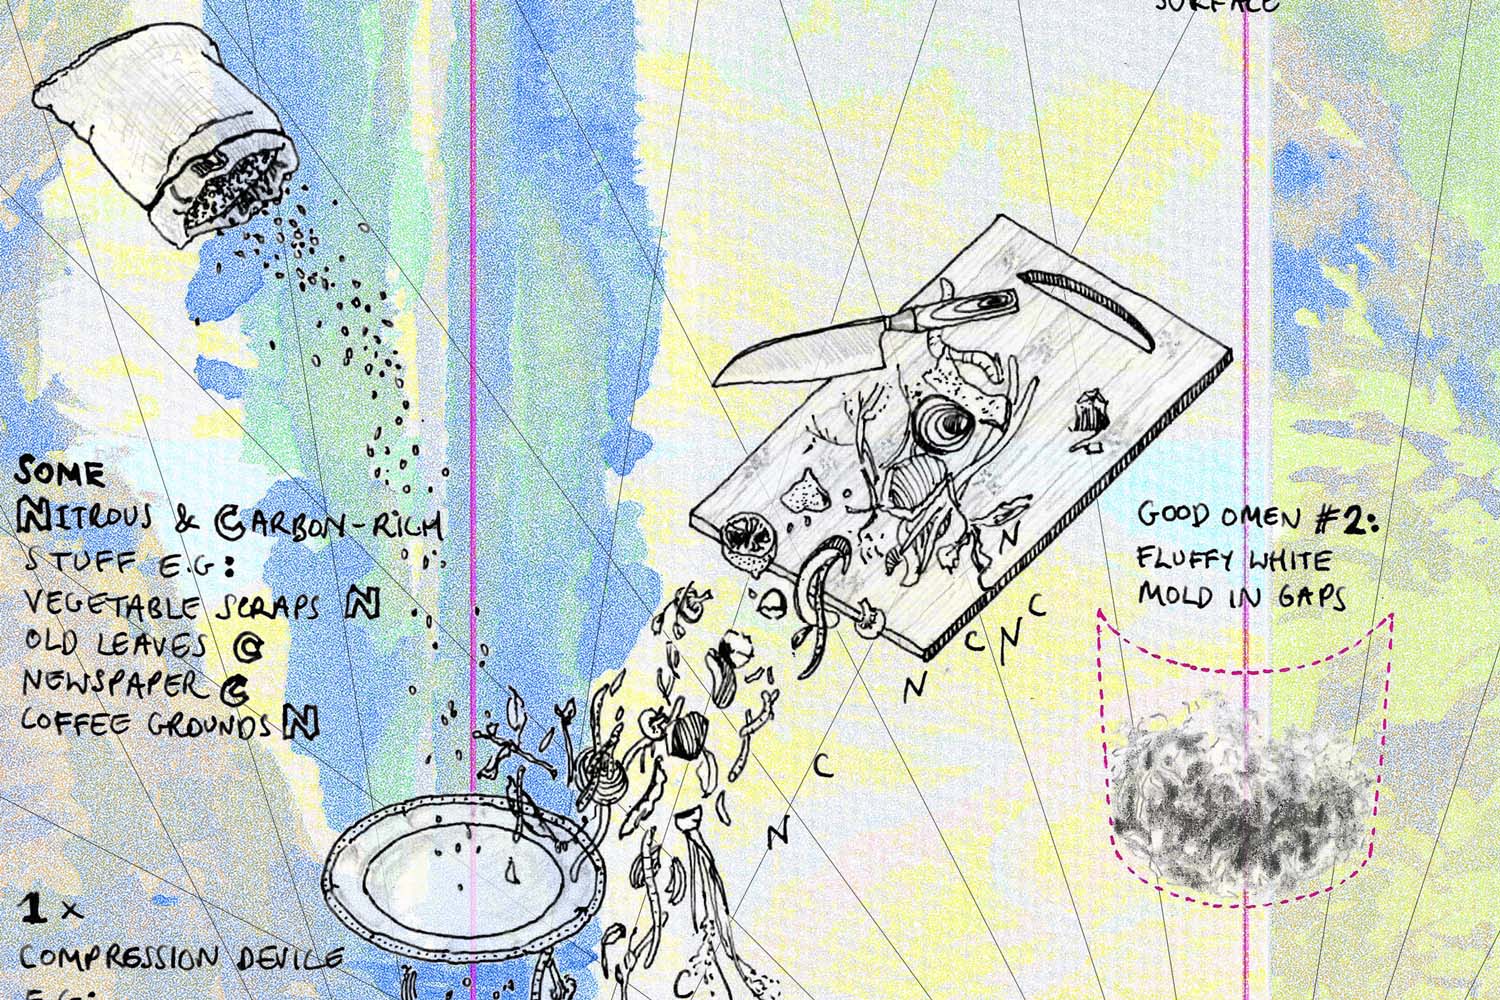 SURFACE
SOME
NITROUS & CARBON-RICH
STUFF E.G:
VEGETABLE SCRAPS N
OLD LEAVES C
NEWSPAPER C
COFFEE GROUNDS N
GOOD OMEN #2:
FLUFFY WHITE
MOLD IN GAPS
N
C
C N
N
C
N
C
1 x
COMPRESSION DEVICE
E.G: